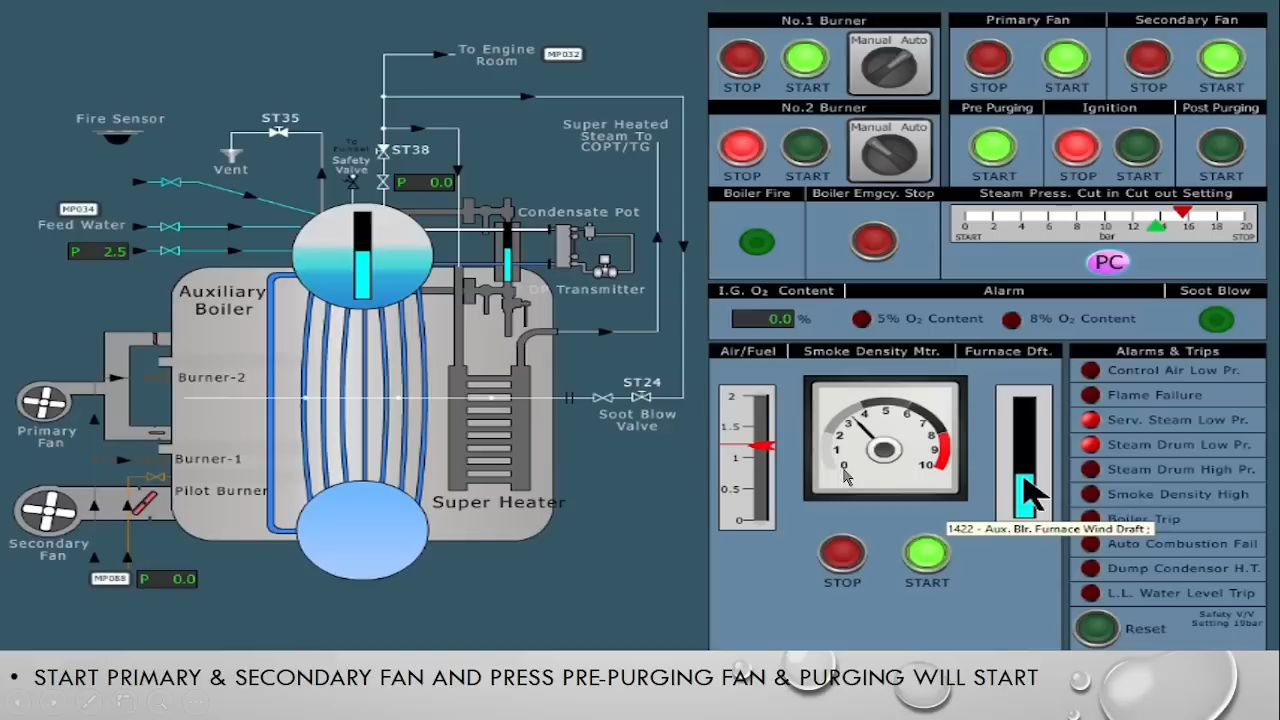 To Engine
Room
MP032
Fire Sensor
ST35
Vent
Safety
Valve
ST38
P 0.0
Super Heated
Steam To
COPT/TG
MP034
Feed Water
P 2.5
Condensate Pot
DP Transmitter
Auxiliary
Boiler
Burner-2
Primary
Fan
Burner-1
Pilot Burner
Secondary
Fan
MP088
P 0.0
Super Heater
ST24
Soot Blow
Valve
No.1 Burner
STOP
START
Manual Auto
Primary Fan
STOP
START
Secondary Fan
STOP
START
No.2 Burner
STOP
START
Manual Auto
Pre Purging
START
Ignition
STOP
START
Post Purging
START
Boiler Fire
Boiler Emgcy. Stop
Steam Press. Cut in Cut out Setting
0 2 4 6 8 10 12 14 16 18 20
START
bar
STOP
PC
I.G. O₂ Content
0.0 %
Alarm
5% O₂ Content
8% O₂ Content
Soot Blow
Air/Fuel
2
1.5
1
0.5
0
Smoke Density Mtr.
0 1 2 3 4 5 6 7 8 9 10
STOP
START
Furnace Dft.
1422 - Aux. Blr. Furnace Wind Draft ;
Alarms & Trips
Control Air Low Pr.
Flame Failure
Serv. Steam Low Pr.
Steam Drum Low Pr.
Steam Drum High Pr.
Smoke Density High
Boiler Trip
Auto Combustion Fail
Dump Condensor H.T.
L.L. Water Level Trip
Reset
Safety V/V
Setting 19bar
• START PRIMARY & SECONDARY FAN AND PRESS PRE-PURGING FAN & PURGING WILL START